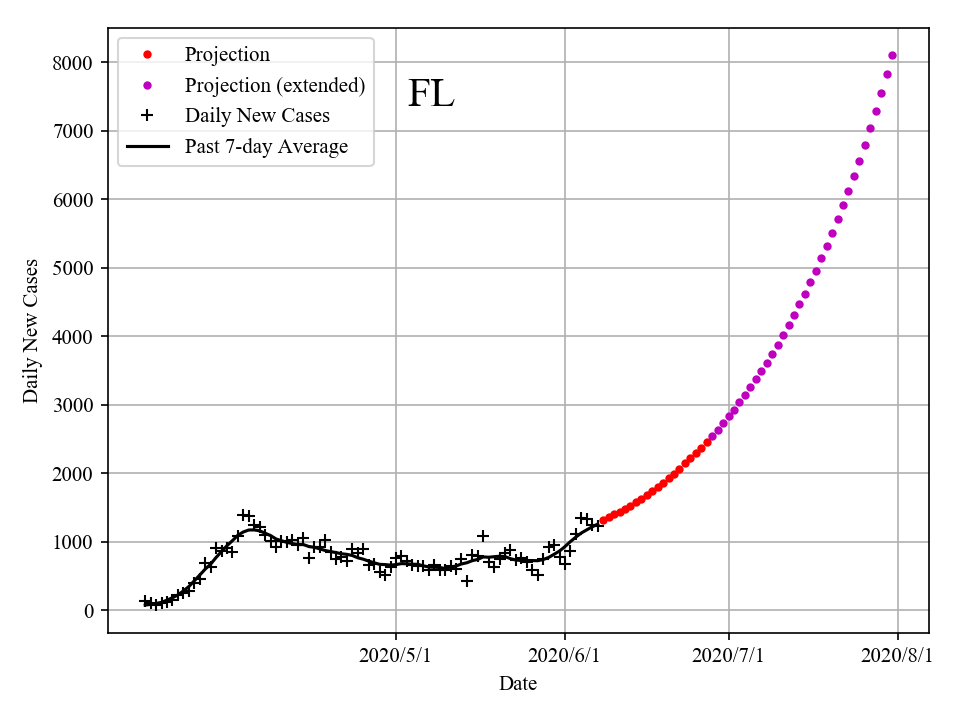 Projection
Projection (extended)
Daily New Cases
Past 7-day Average
FL
8000
7000
6000
5000
4000
3000
2000
1000
0
Daily New Cases
2020/5/1 2020/6/1 2020/7/1 2020/8/1
Date